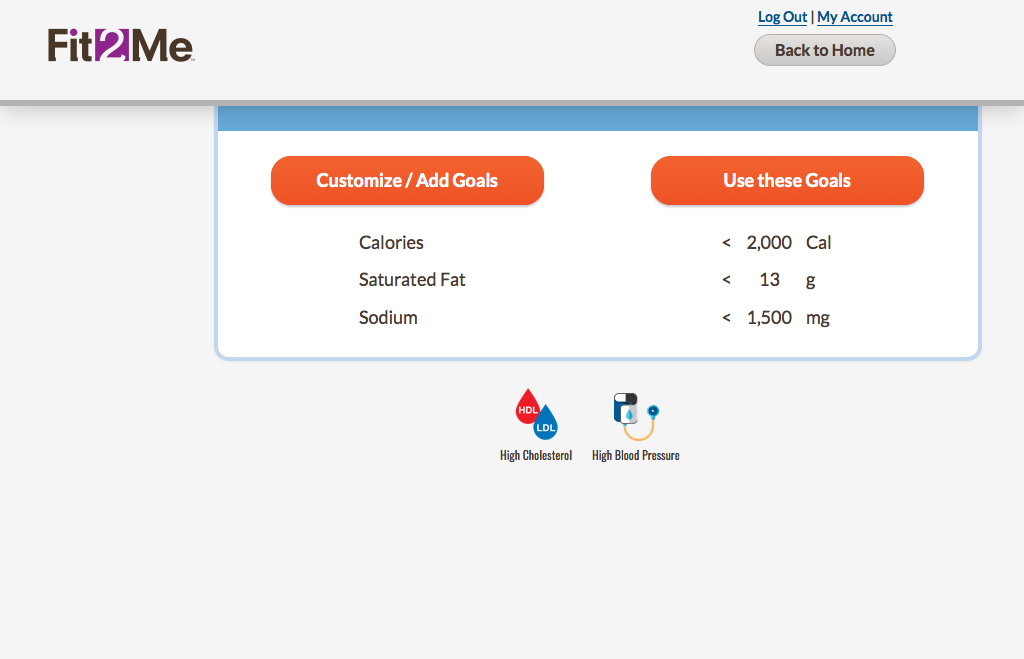 Log Out | My Account
Fit2Me
Back to Home
Customize / Add Goals
Use these Goals
Calories < 2,000 Cal
Saturated Fat < 13 g
Sodium < 1,500 mg
HDL
LDL
High Cholesterol
High Blood Pressure